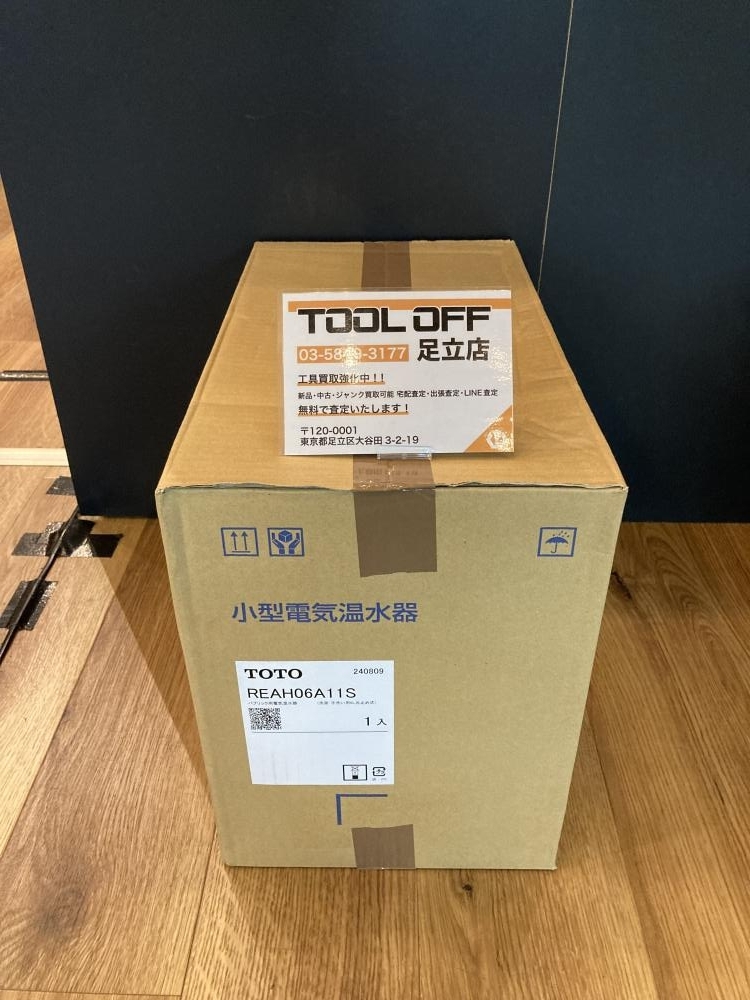 TOOL OFF
03-5849-3177 足立店
工具買取強化中!!
新品・中古・ジャンク買取可能 宅配査定・出張査定・LINE査定
無料で査定いたします!
〒120-0001
東京都足立区大谷田3-2-19
小型電気温水器
TOTO 240809
REAH06A11S
1入